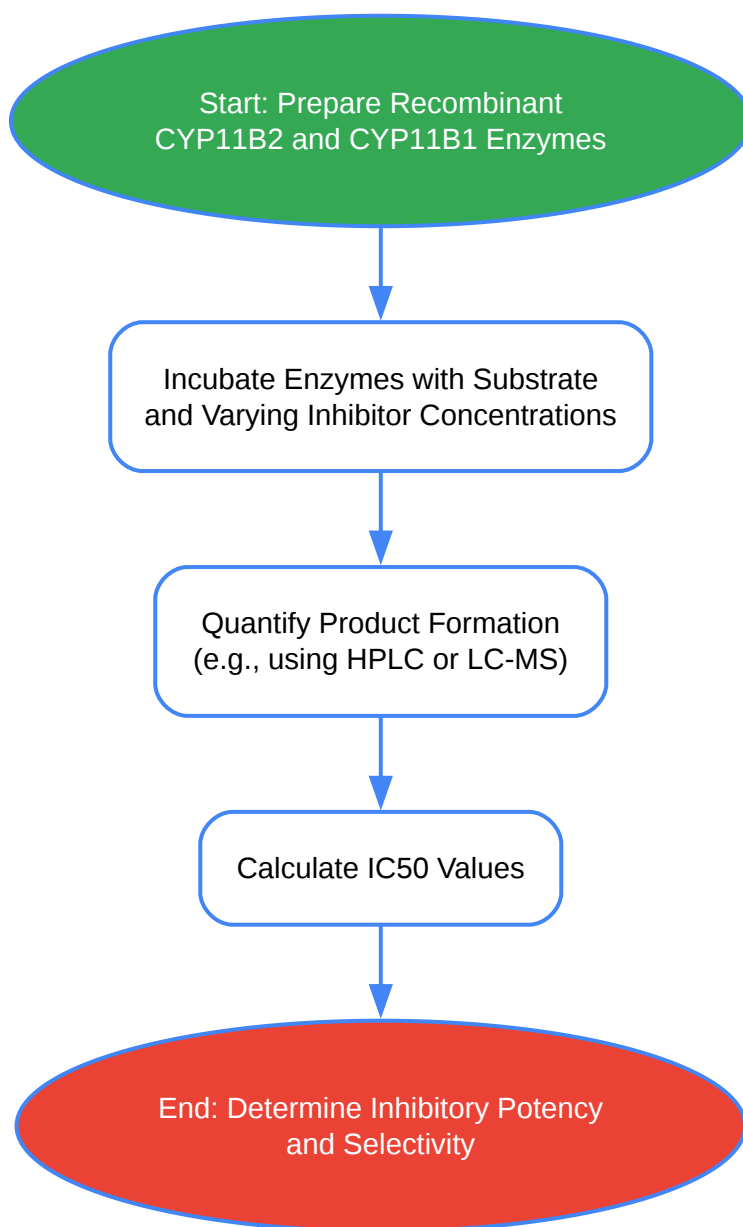 Start: Prepare Recombinant
CYP11B2 and CYP11B1 Enzymes
Incubate Enzymes with Substrate
and Varying Inhibitor Concentrations
Quantify Product Formation
(e.g., using HPLC or LC-MS)
Calculate IC50 Values
End: Determine Inhibitory Potency
and Selectivity